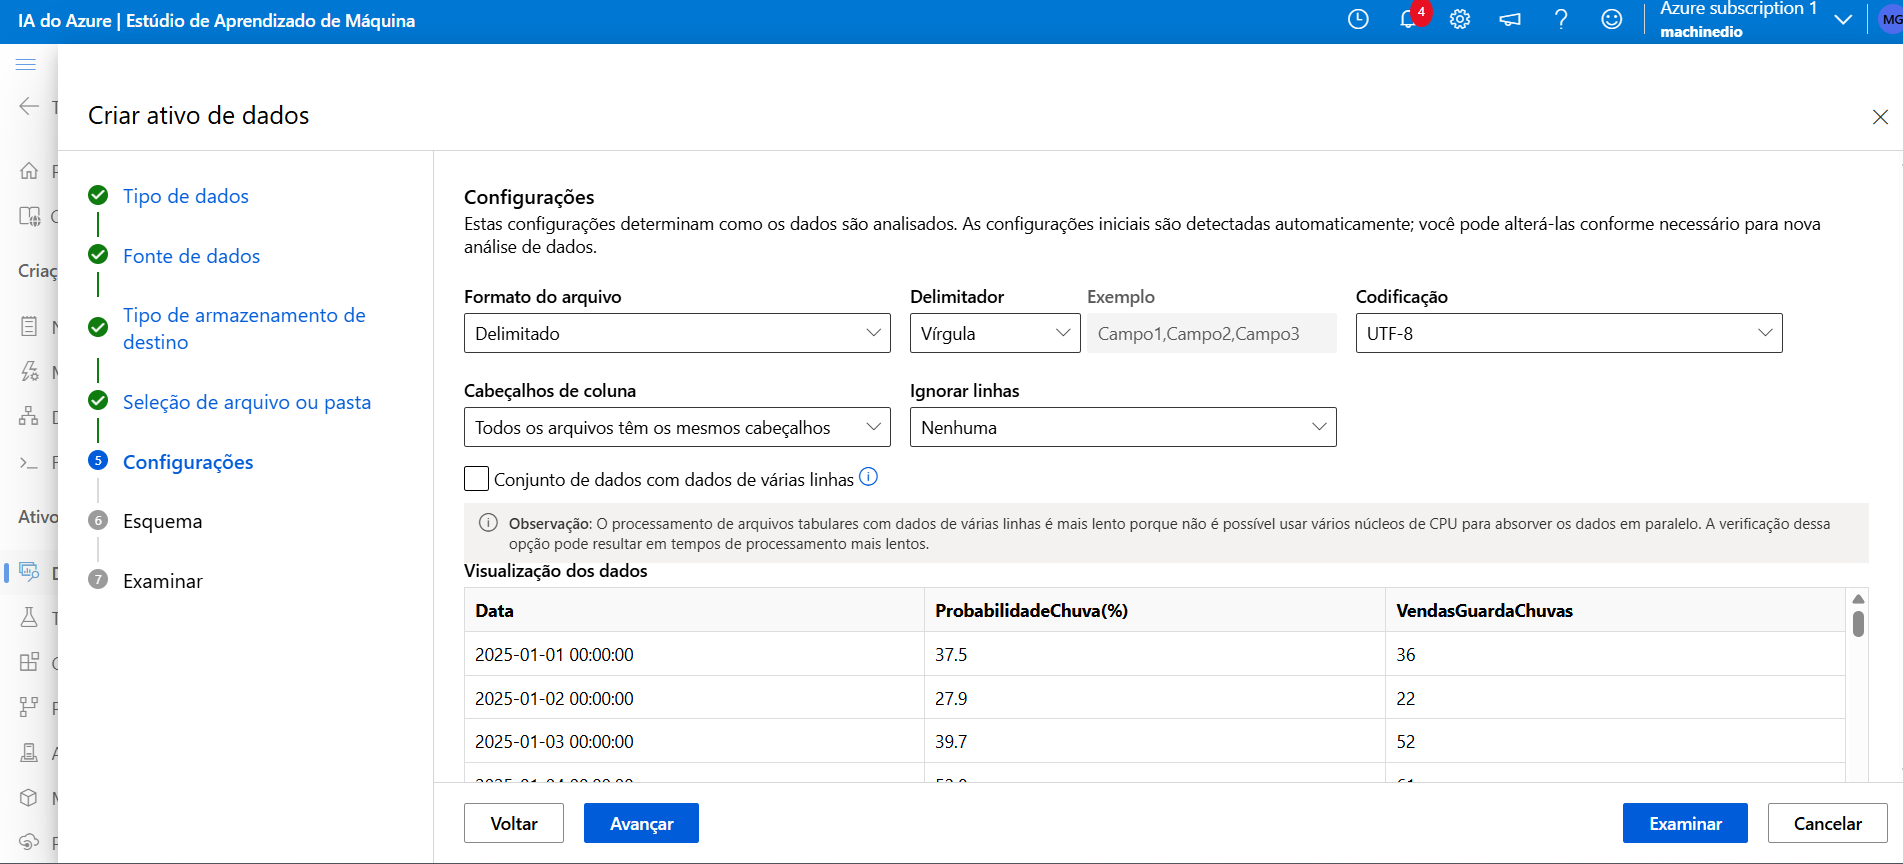 IA do Azure | Estúdio de Aprendizado de Máquina
4
Azure subscription 1
machinedio
MG
Criar ativo de dados
Criaç
Ativo
Tipo de dados
Fonte de dados
Tipo de armazenamento de
destino
Seleção de arquivo ou pasta
5 Configurações
6 Esquema
7 Examinar
Configurações
Estas configurações determinam como os dados são analisados. As configurações iniciais são detectadas automaticamente; você pode alterá-las conforme necessário para nova
análise de dados.
Formato do arquivo Delimitador Exemplo Codificação
Delimitado Vírgula Campo1,Campo2,Campo3 UTF-8
Cabeçalhos de coluna Ignorar linhas
Todos os arquivos têm os mesmos cabeçalhos Nenhuma
Conjunto de dados com dados de várias linhas
Observação: O processamento de arquivos tabulares com dados de várias linhas é mais lento porque não é possível usar vários núcleos de CPU para absorver os dados em paralelo. A verificação dessa
opção pode resultar em tempos de processamento mais lentos.
Visualização dos dados
Data ProbabilidadeChuva(%) VendasGuardaChuvas
2025-01-01 00:00:00 37.5 36
2025-01-02 00:00:00 27.9 22
2025-01-03 00:00:00 39.7 52
Voltar Avançar Examinar Cancelar